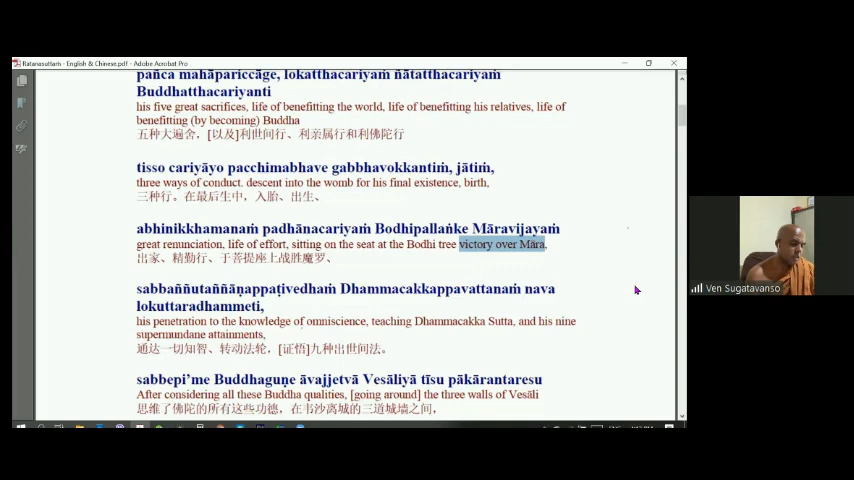 Ratanasuttaṁ - English & Chinese.pdf - Adobe Acrobat Pro
pañca mahāpariccāge, lokatthacariyaṁ ñātatthacariyaṁ
Buddhatthacariyanti
his five great sacrifices, life of benefitting the world, life of benefitting his relatives, life of
benefitting (by becoming) Buddha
五种大遍舍，[以及]利世间行、利亲属行和利佛陀行
tisso cariyāyo pacchimabhave gabbhavokkantiṁ, jātiṁ,
three ways of conduct. descent into the womb for his final existence, birth,
三种行。在最后生中，入胎、出生、
abhinikkhamanaṁ padhānacariyaṁ Bodhipallaṅke Māravijayaṁ
great renunciation, life of effort, sitting on the seat at the Bodhi tree victory over Māra,
出家、精勤行、于菩提座上战胜魔罗、
sabbaññutaññāṇappaṭivedhaṁ Dhammacakkappavattanaṁ nava
lokuttaradhammeti,
his penetration to the knowledge of omniscience, teaching Dhammacakka Sutta, and his nine
supermundane attainments,
通达一切知智、转动法轮，[证悟]九种出世间法。
sabbepi'me Buddhaguṇe āvajjetvā Vesāliyā tīsu pākārantaresu
After considering all these Buddha qualities, [going around] the three walls of Vesāli
思维了佛陀的所有这些功德，在韦沙离城的三道城墙之间，
Ven Sugatavanso